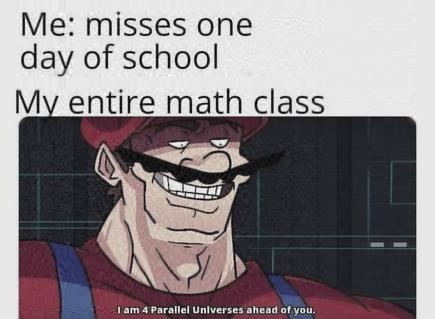 Me: misses one
day of school
My entire math class
I am 4 Parallel Universes ahead of you.